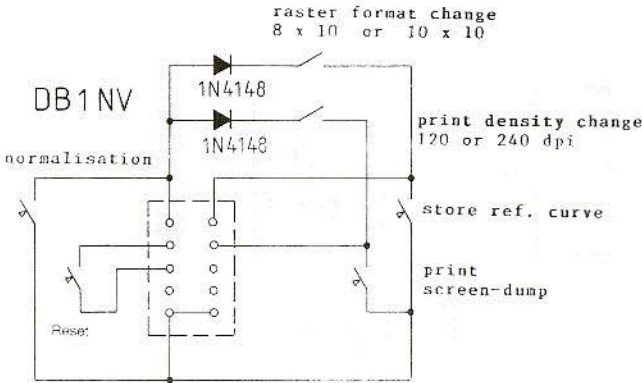 raster format change
8 x 10 or 10 x 10
1N4148
DB1NV
print density change
120 or 240 dpi
1N4148
normalisation
store ref. curve
print
screen-dump
Reset